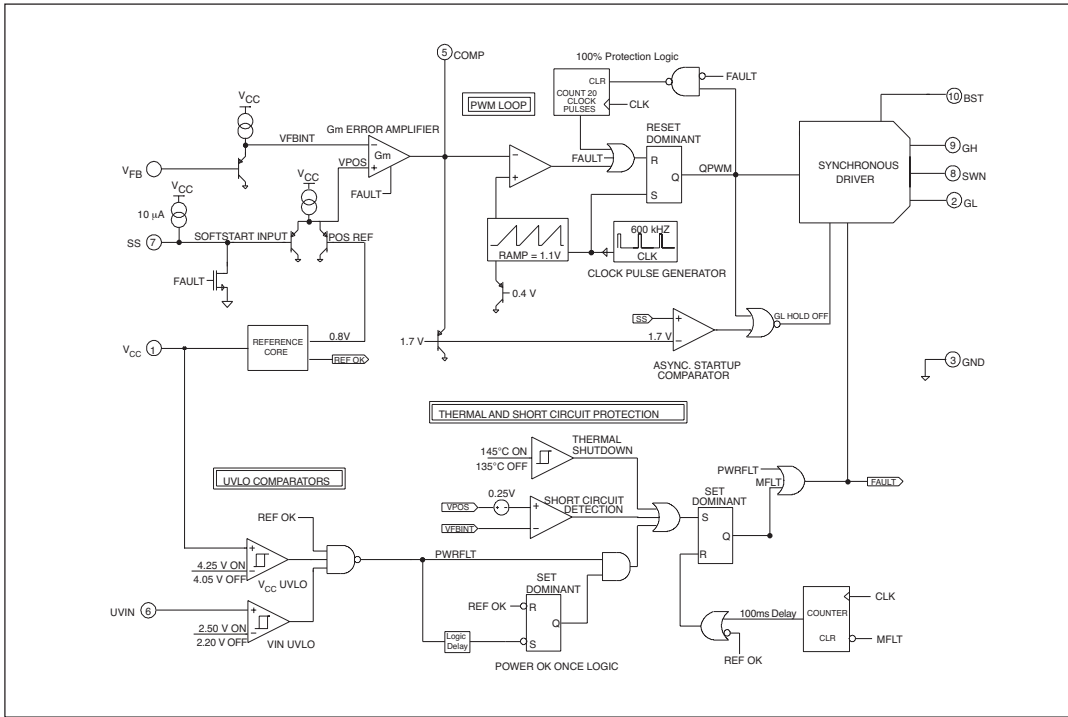 5 COMP
100% Protection Logic
CLR
COUNT 20
CLOCK
PULSES
CLK
FAULT
10 BST
PWM LOOP
VCC
Gm ERROR AMPLIFIER
VFBINT
Gm
VPOS
FAULT
VFB
VCC
VCC
10 µA
SS 7
SOFTSTART INPUT
POS REF
FAULT
FAULT
RESET
DOMINANT
R
Q
S
QPWM
SYNCHRONOUS
DRIVER
9 GH
8 SWN
2 GL
RAMP = 1.1V
600 kHZ
CLK
CLOCK PULSE GENERATOR
0.4 V
SS
1.7 V
1.7 V
ASYNC. STARTUP
COMPARATOR
GL HOLD OFF
VCC 1
REFERENCE
CORE
0.8V
REF OK
3 GND
THERMAL AND SHORT CIRCUIT PROTECTION
145°C ON
135°C OFF
THERMAL
SHUTDOWN
UVLO COMPARATORS
0.25V
VPOS
VFBINT
SHORT CIRCUIT
DETECTION
SET
DOMINANT
S
Q
R
PWRFLT
MFLT
FAULT
REF OK
4.25 V ON
4.05 V OFF
VCC UVLO
PWRFLT
UVIN 6
2.50 V ON
2.20 V OFF
VIN UVLO
SET
DOMINANT
REF OK
R
Q
S
Logic
Delay
POWER OK ONCE LOGIC
100ms Delay
REF OK
COUNTER
CLR
CLK
MFLT